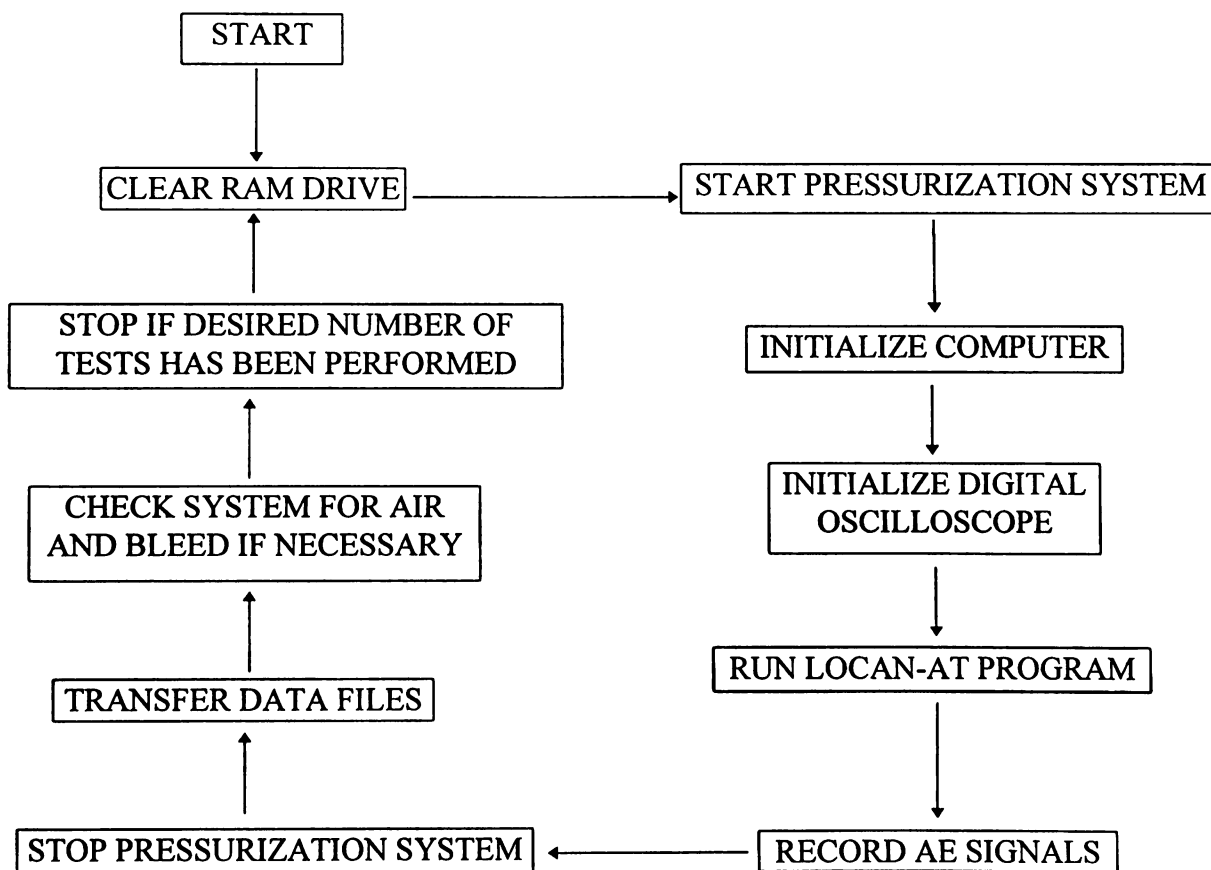 START
CLEAR RAM DRIVE
START PRESSURIZATION SYSTEM
INITIALIZE COMPUTER
INITIALIZE DIGITAL
OSCILLOSCOPE
RUN LOCAN-AT PROGRAM
RECORD AE SIGNALS
STOP PRESSURIZATION SYSTEM
TRANSFER DATA FILES
CHECK SYSTEM FOR AIR
AND BLEED IF NECESSARY
STOP IF DESIRED NUMBER OF
TESTS HAS BEEN PERFORMED